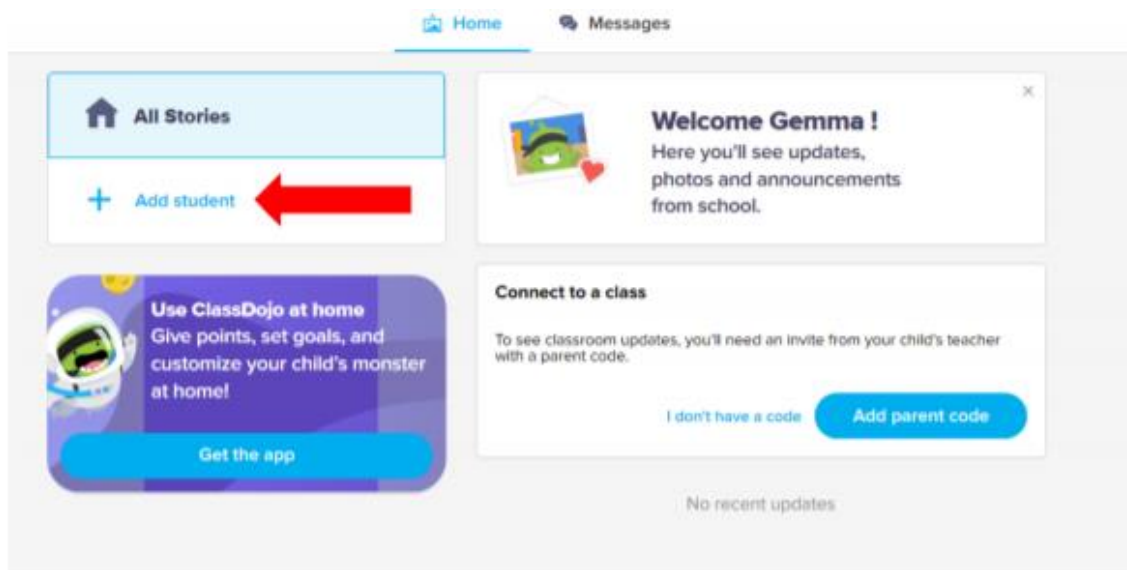 Home
Messages
All Stories
Add student
Welcome Gemma !
Here you'll see updates,
photos and announcements
from school.
Use ClassDojo at home
Give points, set goals, and
customize your child's monster
at home!
Get the app
Connect to a class
To see classroom updates, you'll need an invite from your child's teacher
with a parent code.
I don't have a code
Add parent code
No recent updates